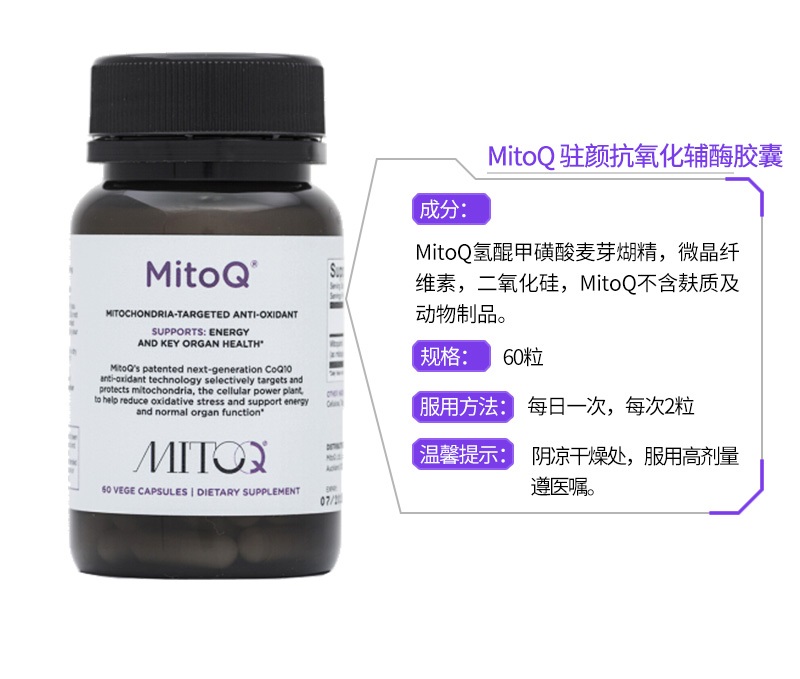 MitoQ®
MITOCHONDRIA-TARGETED ANTI-OXIDANT
SUPPORTS: ENERGY
AND KEY ORGAN HEALTH*
MitoQ's patented next-generation CoQ10
anti-oxidant technology selectively targets and
protects mitochondria, the cellular power plant,
to help reduce oxidative stress and support energy
and normal organ function*
MITOQ®
60 VEGE CAPSULES | DIETARY SUPPLEMENT
MitoQ 驻颜抗氧化辅酶胶囊
成分：
MitoQ氢醌甲磺酸麦芽煳精，微晶纤
维素，二氧化硅，MitoQ不含麸质及
动物制品。
规格： 60粒
服用方法： 每日一次，每次2粒
温馨提示： 阴凉干燥处，服用高剂量
遵医嘱。